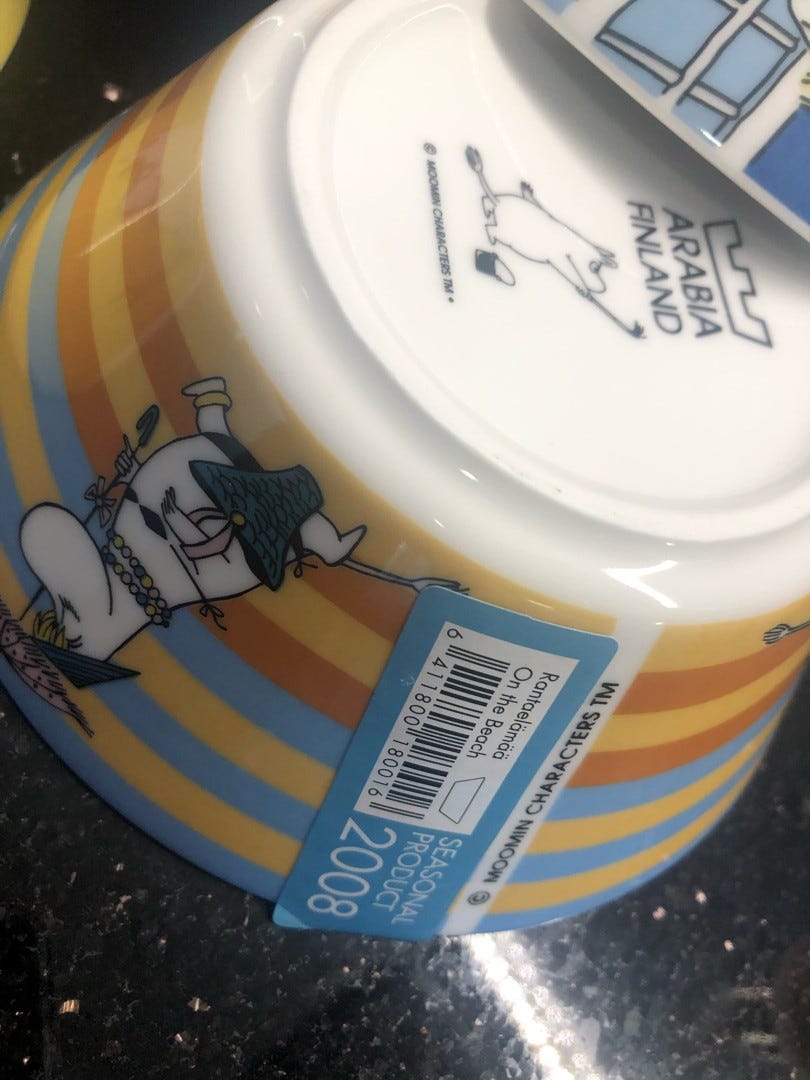 ARABIA
FINLAND
© MOOMIN CHARACTERS TM
Rantaelämää
On the Beach
6 411800 180016
SEASONAL
PRODUCT
2008
© MOOMIN CHARACTERS TM